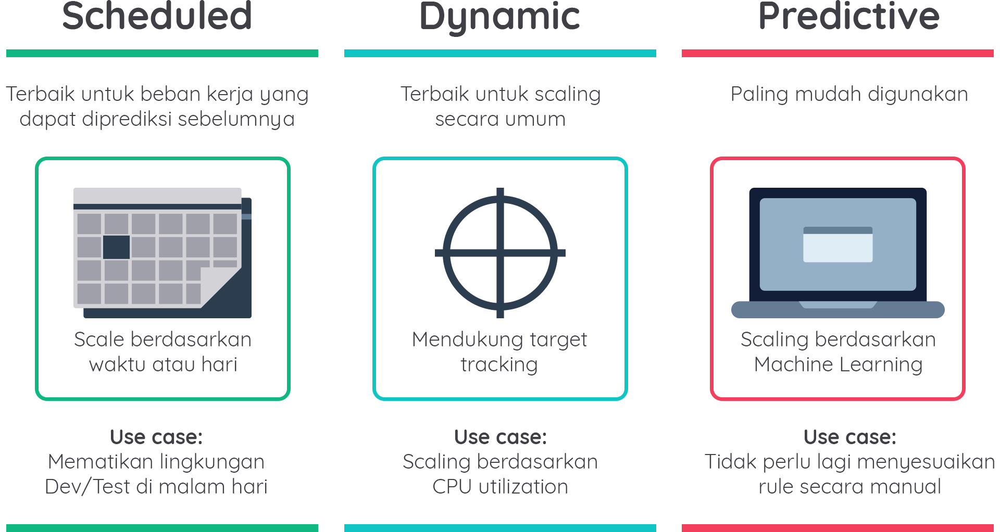 Scheduled
Terbaik untuk beban kerja yang
dapat diprediksi sebelumnya
Scale berdasarkan
waktu atau hari
Use case:
Mematikan lingkungan
Dev/Test di malam hari
Dynamic
Terbaik untuk scaling
secara umum
Mendukung target
tracking
Use case:
Scaling berdasarkan
CPU utilization
Predictive
Paling mudah digunakan
Scaling berdasarkan
Machine Learning
Use case:
Tidak perlu lagi menyesuaikan
rule secara manual